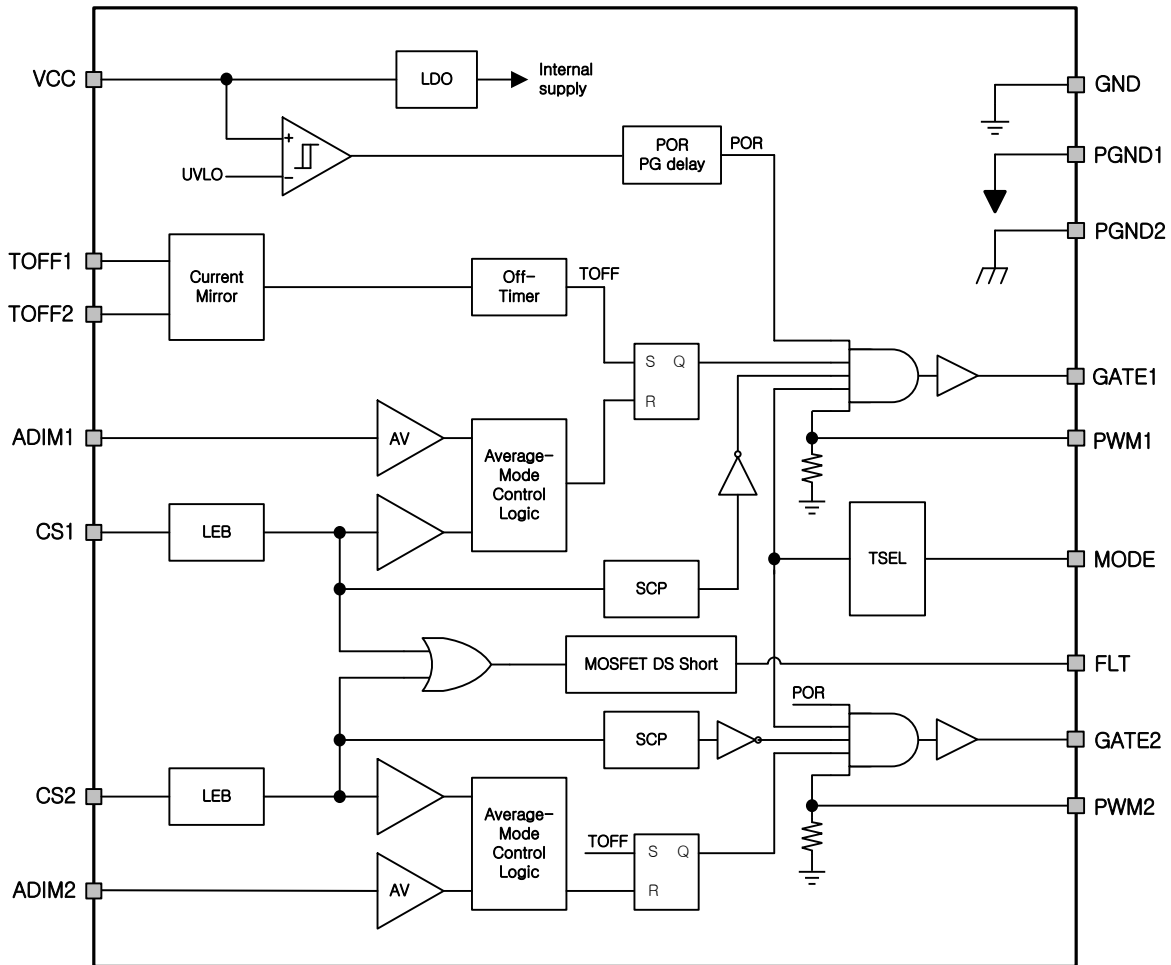 VCC
LDO
Internal
supply
GND
+
UVLO
−
POR
PG delay
POR
PGND1
PGND2
TOFF1
TOFF2
Current
Mirror
Off-
Timer
TOFF
S Q
R
GATE1
ADIM1
AV
Average-
Mode
Control
Logic
PWM1
CS1
LEB
SCP
TSEL
MODE
MOSFET DS Short
FLT
POR
SCP
GATE2
CS2
LEB
Average-
Mode
Control
Logic
PWM2
TOFF
S Q
R
ADIM2
AV